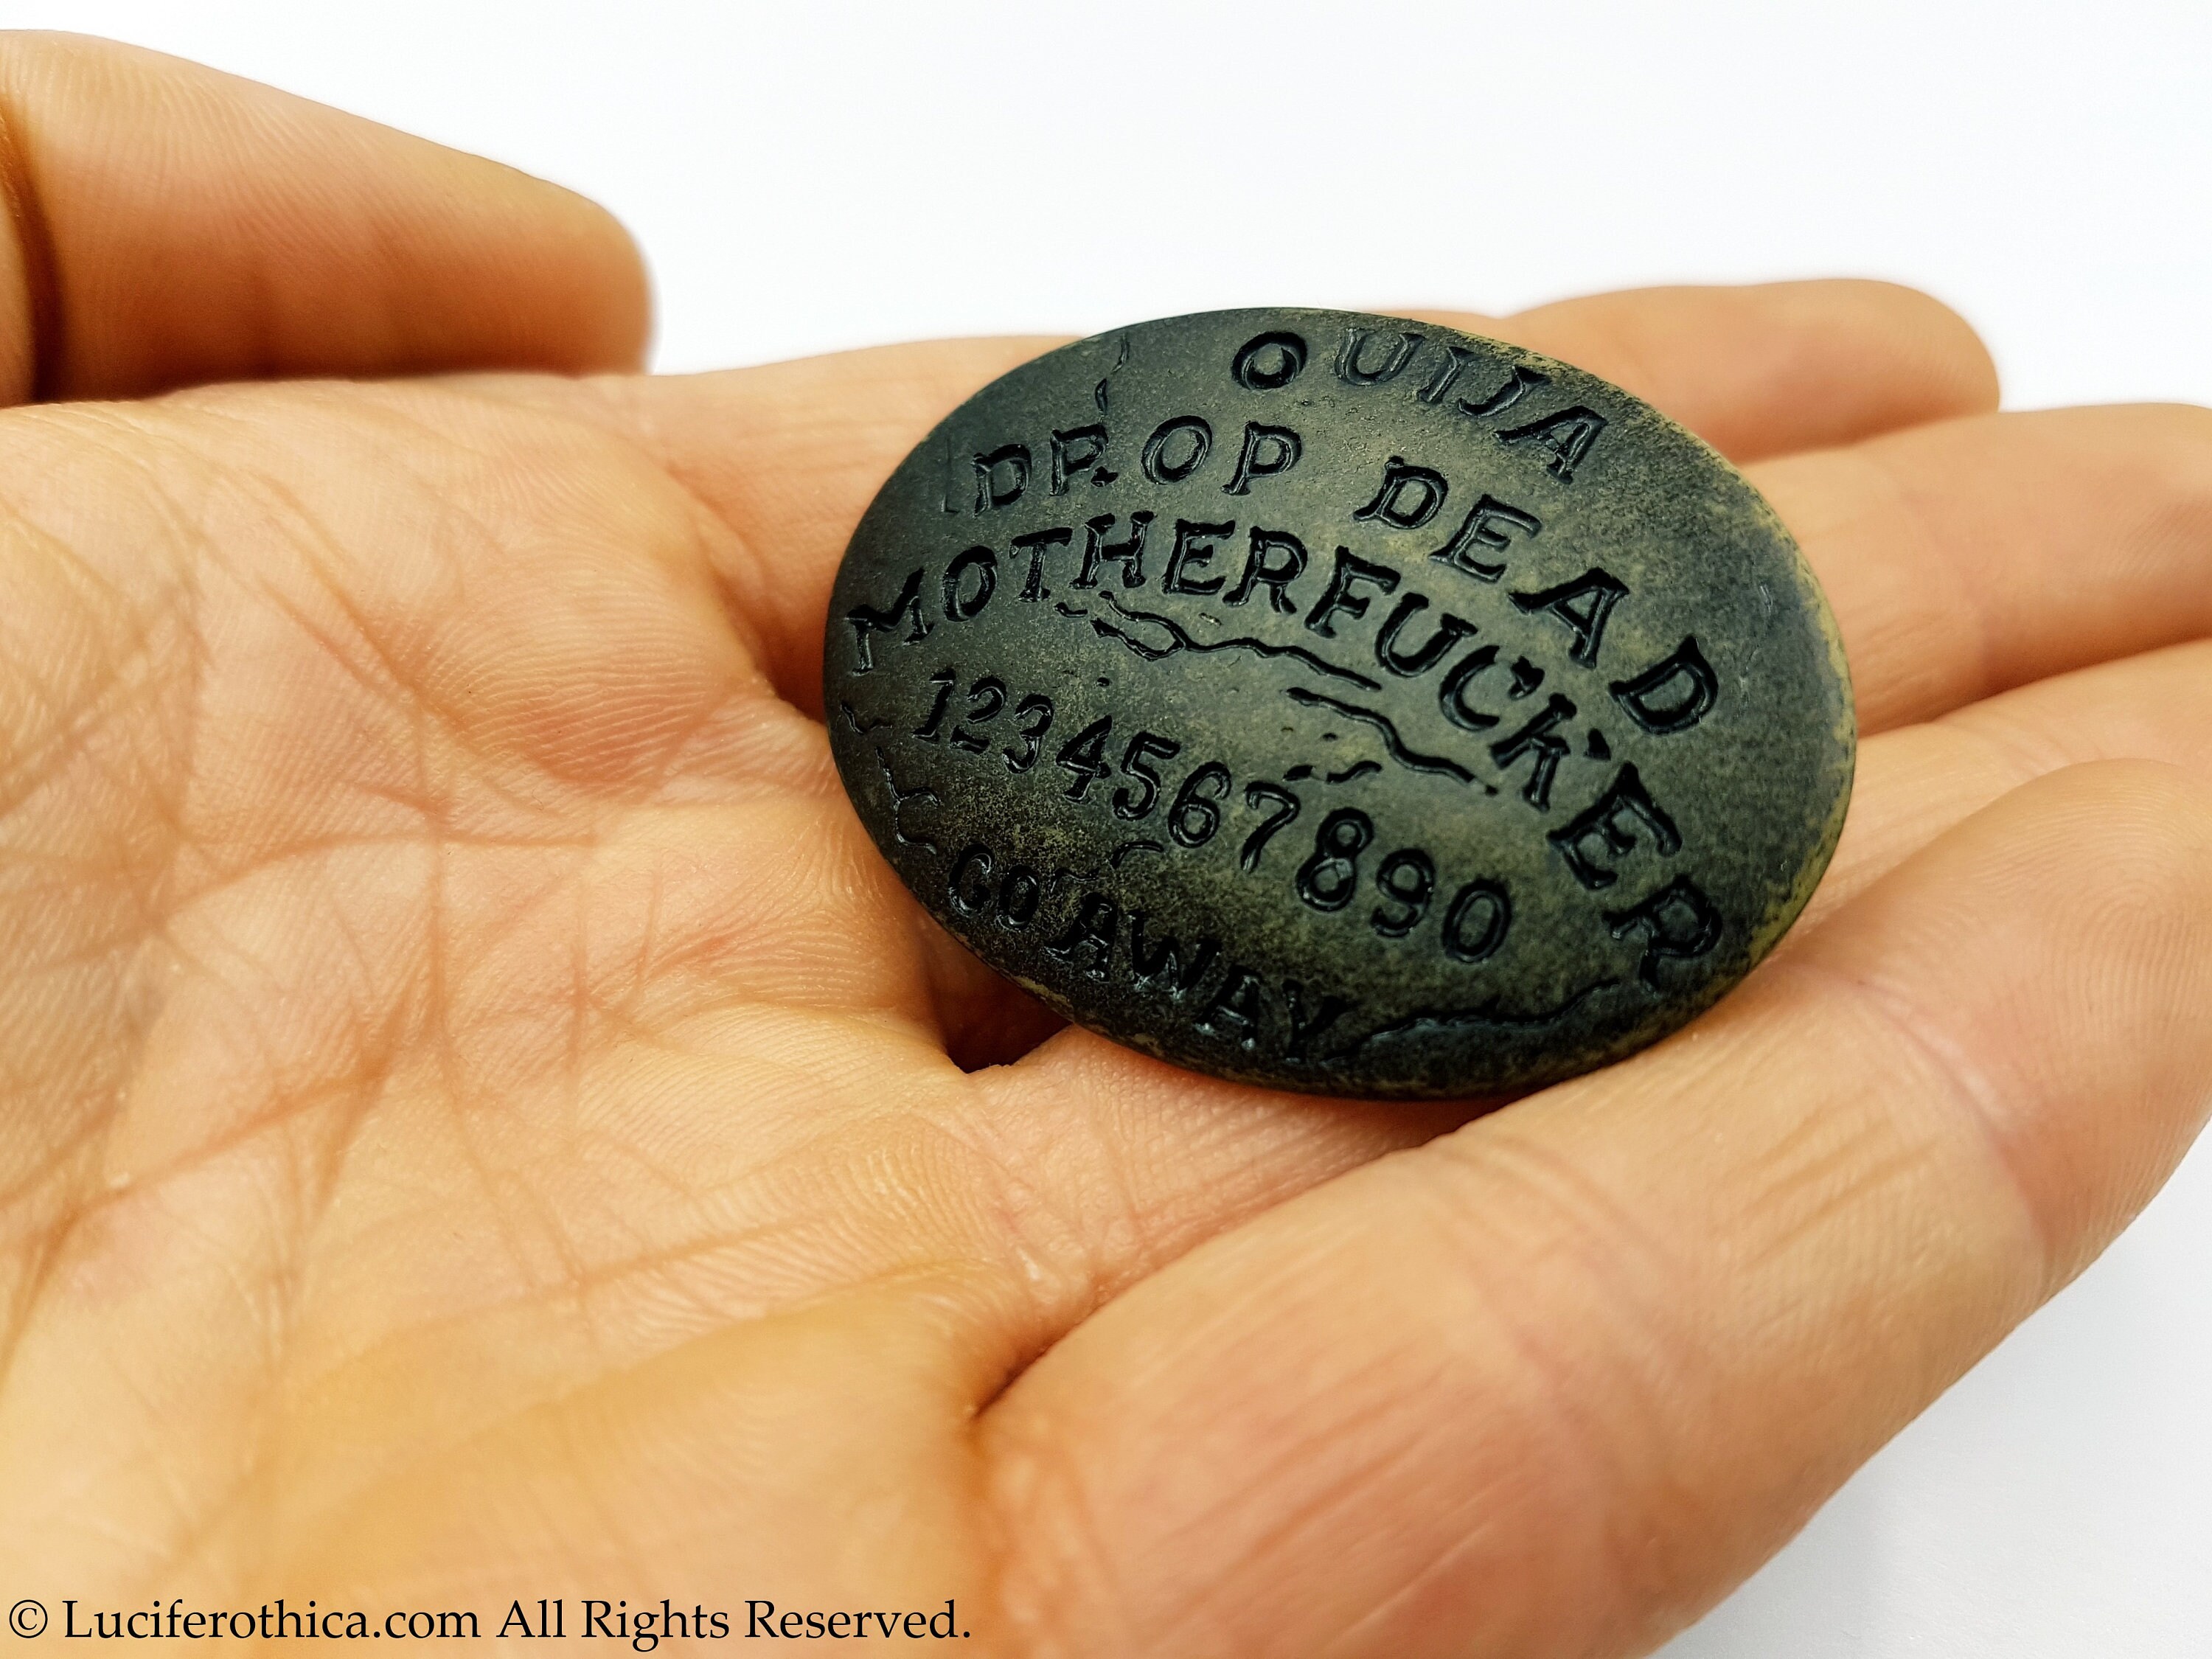 OUIJA
DROP DEAD
MOTHERFUCKER
1234567890
GO AWAY
© Luciferothica.com All Rights Reserved.